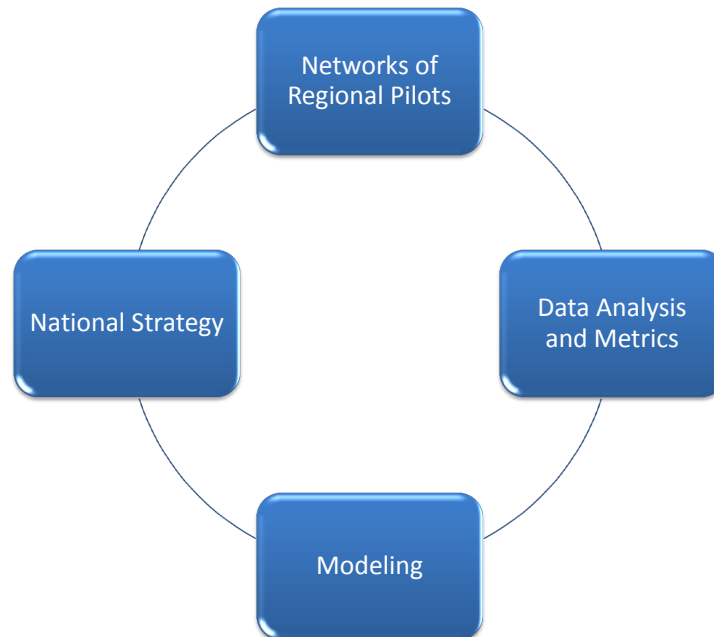 Networks of
Regional Pilots
National Strategy
Data Analysis
and Metrics
Modeling